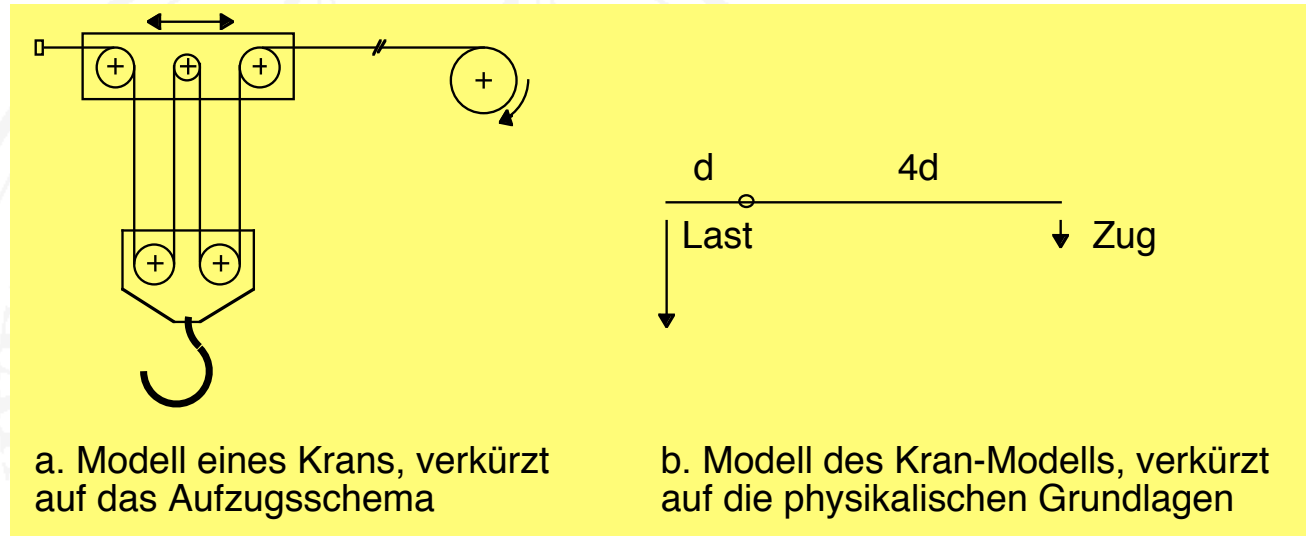 d
4d
Last
Zug
a. Modell eines Krans, verkürzt
auf das Aufzugsschema
b. Modell des Kran-Modells, verkürzt
auf die physikalischen Grundlagen